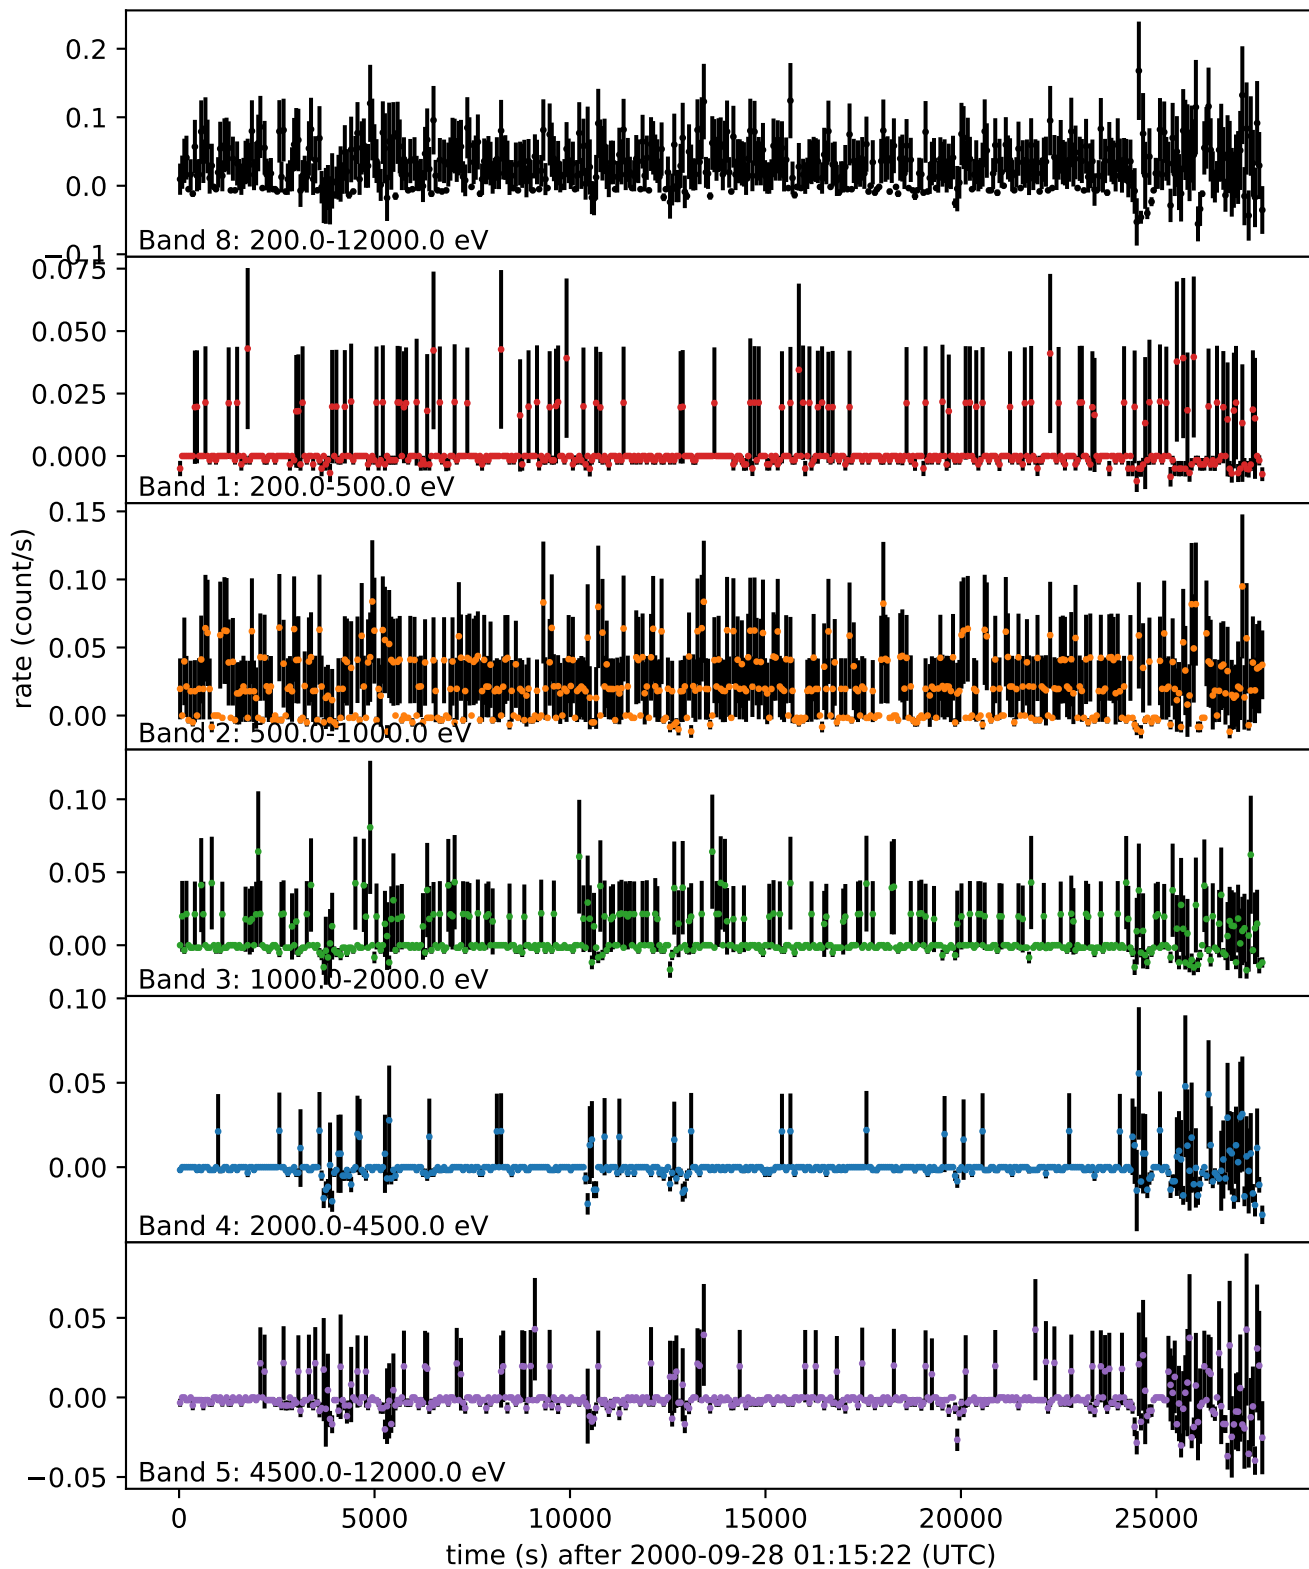 0.2
0.1
0.0
−0.1
Band 8: 200.0-12000.0 eV
0.075
0.050
0.025
0.000
Band 1: 200.0-500.0 eV
0.15
0.10
0.05
0.00
Band 2: 500.0-1000.0 eV
rate (count/s)
0.10
0.05
0.00
Band 3: 1000.0-2000.0 eV
0.10
0.05
0.00
Band 4: 2000.0-4500.0 eV
0.05
0.00
−0.05
Band 5: 4500.0-12000.0 eV
0 5000 10000 15000 20000 25000
time (s) after 2000-09-28 01:15:22 (UTC)